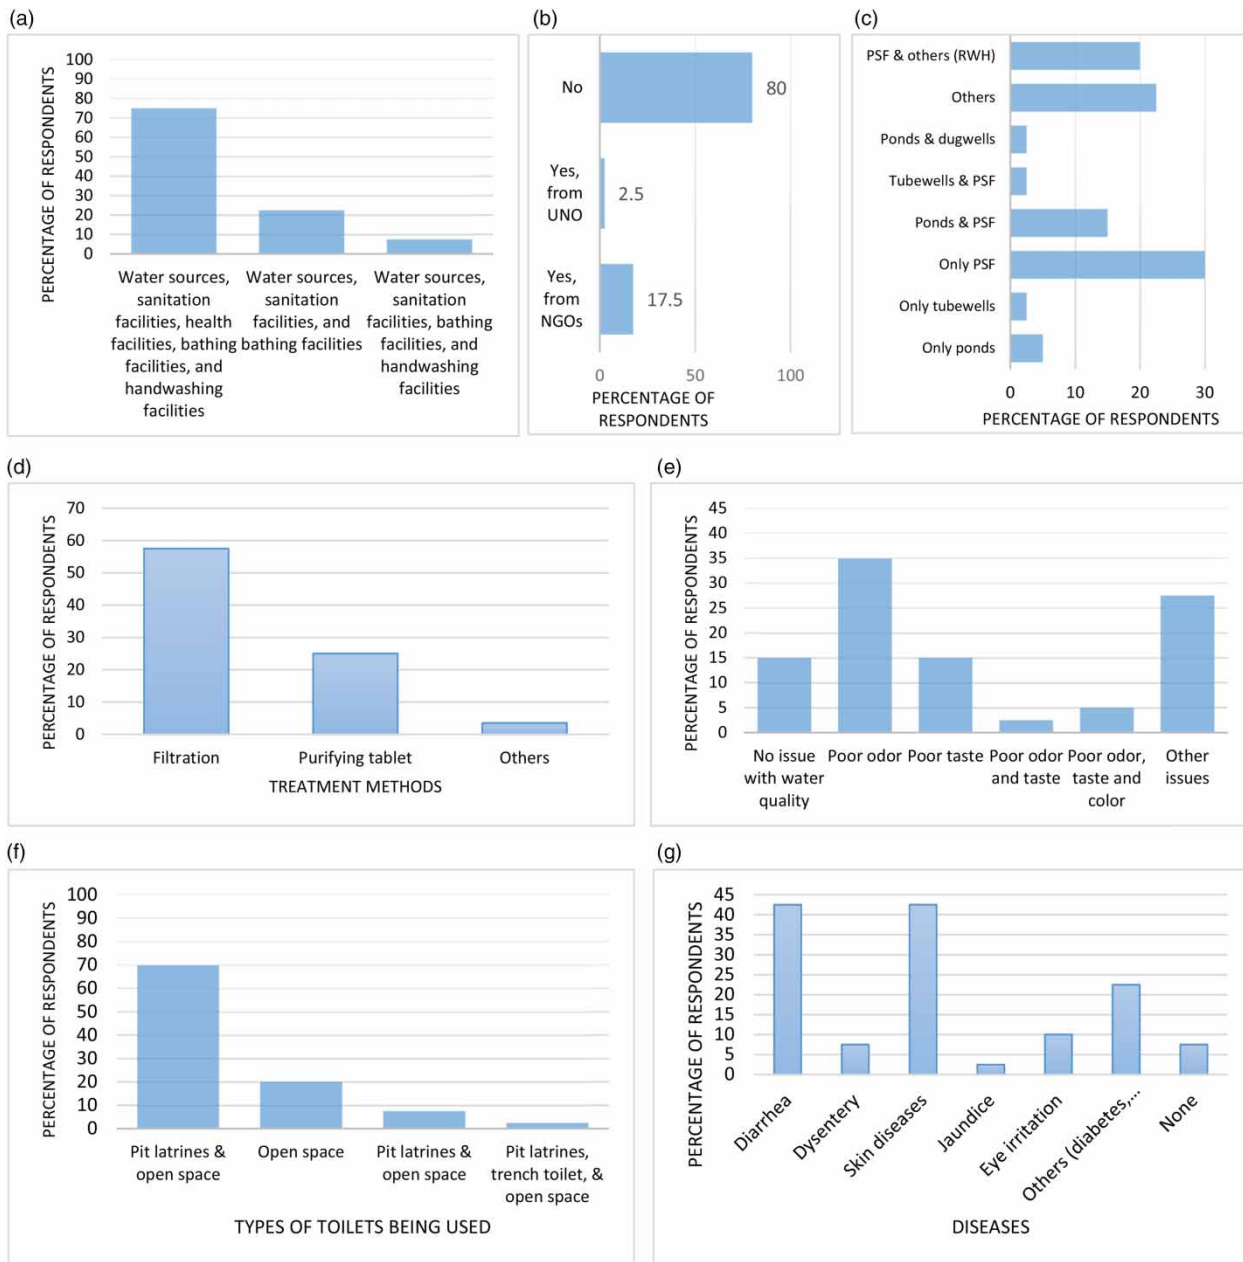 (a)
PERCENTAGE OF RESPONDENTS
100
90
80
70
60
50
40
30
20
10
0
Water sources,
sanitation
facilities, health
facilities, bathing
facilities, and
handwashing
facilities
Water sources,
sanitation
facilities, and
bathing facilities
Water sources,
sanitation
facilities, bathing
facilities, and
handwashing
facilities
(b)
No
80
Yes,
from
UNO
2.5
Yes,
from
NGOs
17.5
0 50 100
PERCENTAGE OF
RESPONDENTS
(c)
PSF & others (RWH)
Others
Ponds & dugwells
Tubewells & PSF
Ponds & PSF
Only PSF
Only tubewells
Only ponds
0 10 20 30
PERCENTAGE OF RESPONDENTS
(d)
PERCENTAGE OF RESPONDENTS
70
60
50
40
30
20
10
0
Filtration Purifying tablet Others
TREATMENT METHODS
(e)
PERCENTAGE OF RESPONDENTS
45
40
35
30
25
20
15
10
5
0
No issue
with water
quality
Poor odor
Poor taste
Poor odor
and taste
Poor odor,
taste and
color
Other
issues
(f)
PERCENTAGE OF RESPONDENTS
100
90
80
70
60
50
40
30
20
10
0
Pit latrines &
open space
Open space
Pit latrines &
open space
Pit latrines,
trench toilet, &
open space
TYPES OF TOILETS BEING USED
(g)
PERCENTAGE OF RESPONDENTS
45
40
35
30
25
20
15
10
5
0
Diarrhea
Dysentery
Skin diseases
Jaundice
Eye irritation
Others (diabetes,...
None
DISEASES